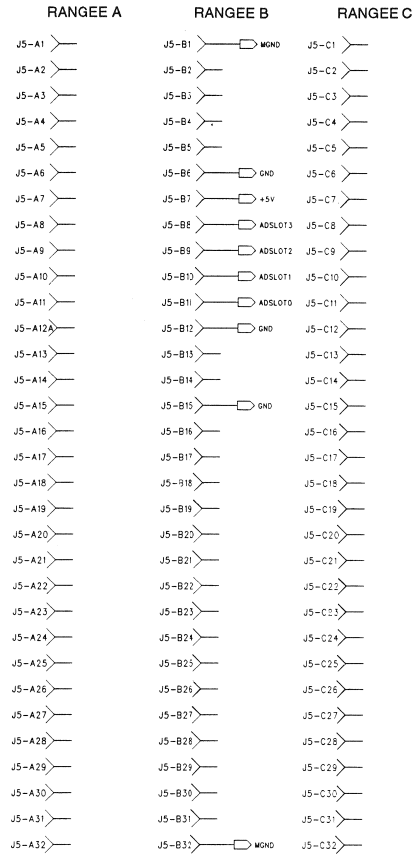 RANGEE A RANGEE B RANGEE C
J5-A1 J5-B1 MGND J5-C1
J5-A2 J5-B2 J5-C2
J5-A3 J5-B3 J5-C3
J5-A4 J5-B4 J5-C4
J5-A5 J5-B5 J5-C5
J5-A6 J5-B6 GND J5-C6
J5-A7 J5-B7 +5V J5-C7
J5-A8 J5-B8 ADSLOT3 J5-C8
J5-A9 J5-B9 ADSLOT2 J5-C9
J5-A10 J5-B10 ADSLOT1 J5-C10
J5-A11 J5-B11 ADSLOT0 J5-C11
J5-A12A J5-B12 GND J5-C12
J5-A13 J5-B13 J5-C13
J5-A14 J5-B14 J5-C14
J5-A15 J5-B15 GND J5-C15
J5-A16 J5-B16 J5-C16
J5-A17 J5-B17 J5-C17
J5-A18 J5-B18 J5-C18
J5-A19 J5-B19 J5-C19
J5-A20 J5-B20 J5-C20
J5-A21 J5-B21 J5-C21
J5-A22 J5-B22 J5-C22
J5-A23 J5-B23 J5-C23
J5-A24 J5-B24 J5-C24
J5-A25 J5-B25 J5-C25
J5-A26 J5-B26 J5-C26
J5-A27 J5-B27 J5-C27
J5-A28 J5-B28 J5-C28
J5-A29 J5-B29 J5-C29
J5-A30 J5-B30 J5-C30
J5-A31 J5-B31 J5-C31
J5-A32 J5-B32 MGND J5-C32